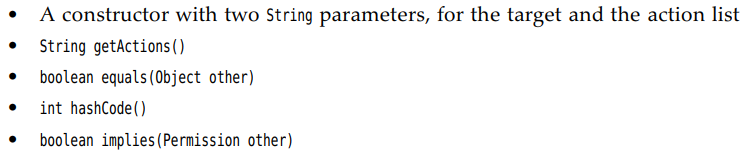 • A constructor with two String parameters, for the target and the action list
• String getActions()
• boolean equals(Object other)
• int hashCode()
• boolean implies(Permission other)